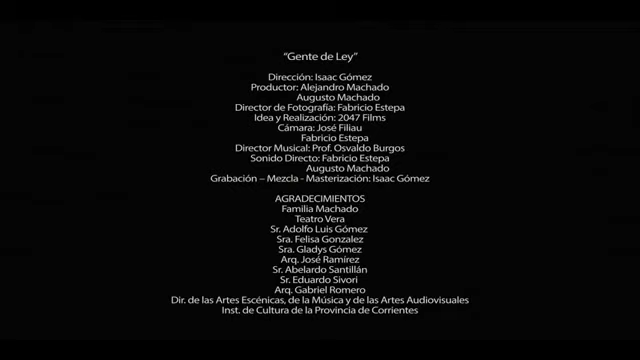 “Gente de Ley”
Dirección: Isaac Gómez
Productor: Alejandro Machado
Augusto Machado
Director de Fotografía: Fabricio Estepa
Idea y Realización: 2047 Films
Cámara: José Filiau
Fabricio Estepa
Director Musical: Prof. Osvaldo Burgos
Sonido Directo: Fabricio Estepa
Augusto Machado
Grabación – Mezcla - Masterización: Isaac Gómez
AGRADECIMIENTOS
Familia Machado
Teatro Vera
Sr. Adolfo Luis Gómez
Sra. Felisa Gonzalez
Sra. Gladys Gómez
Arq. José Ramírez
Sr. Abelardo Santillán
Sr. Eduardo Sivori
Arq. Gabriel Romero
Dir. de las Artes Escénicas, de la Música y de las Artes Audiovisuales
Inst. de Cultura de la Provincia de Corrientes